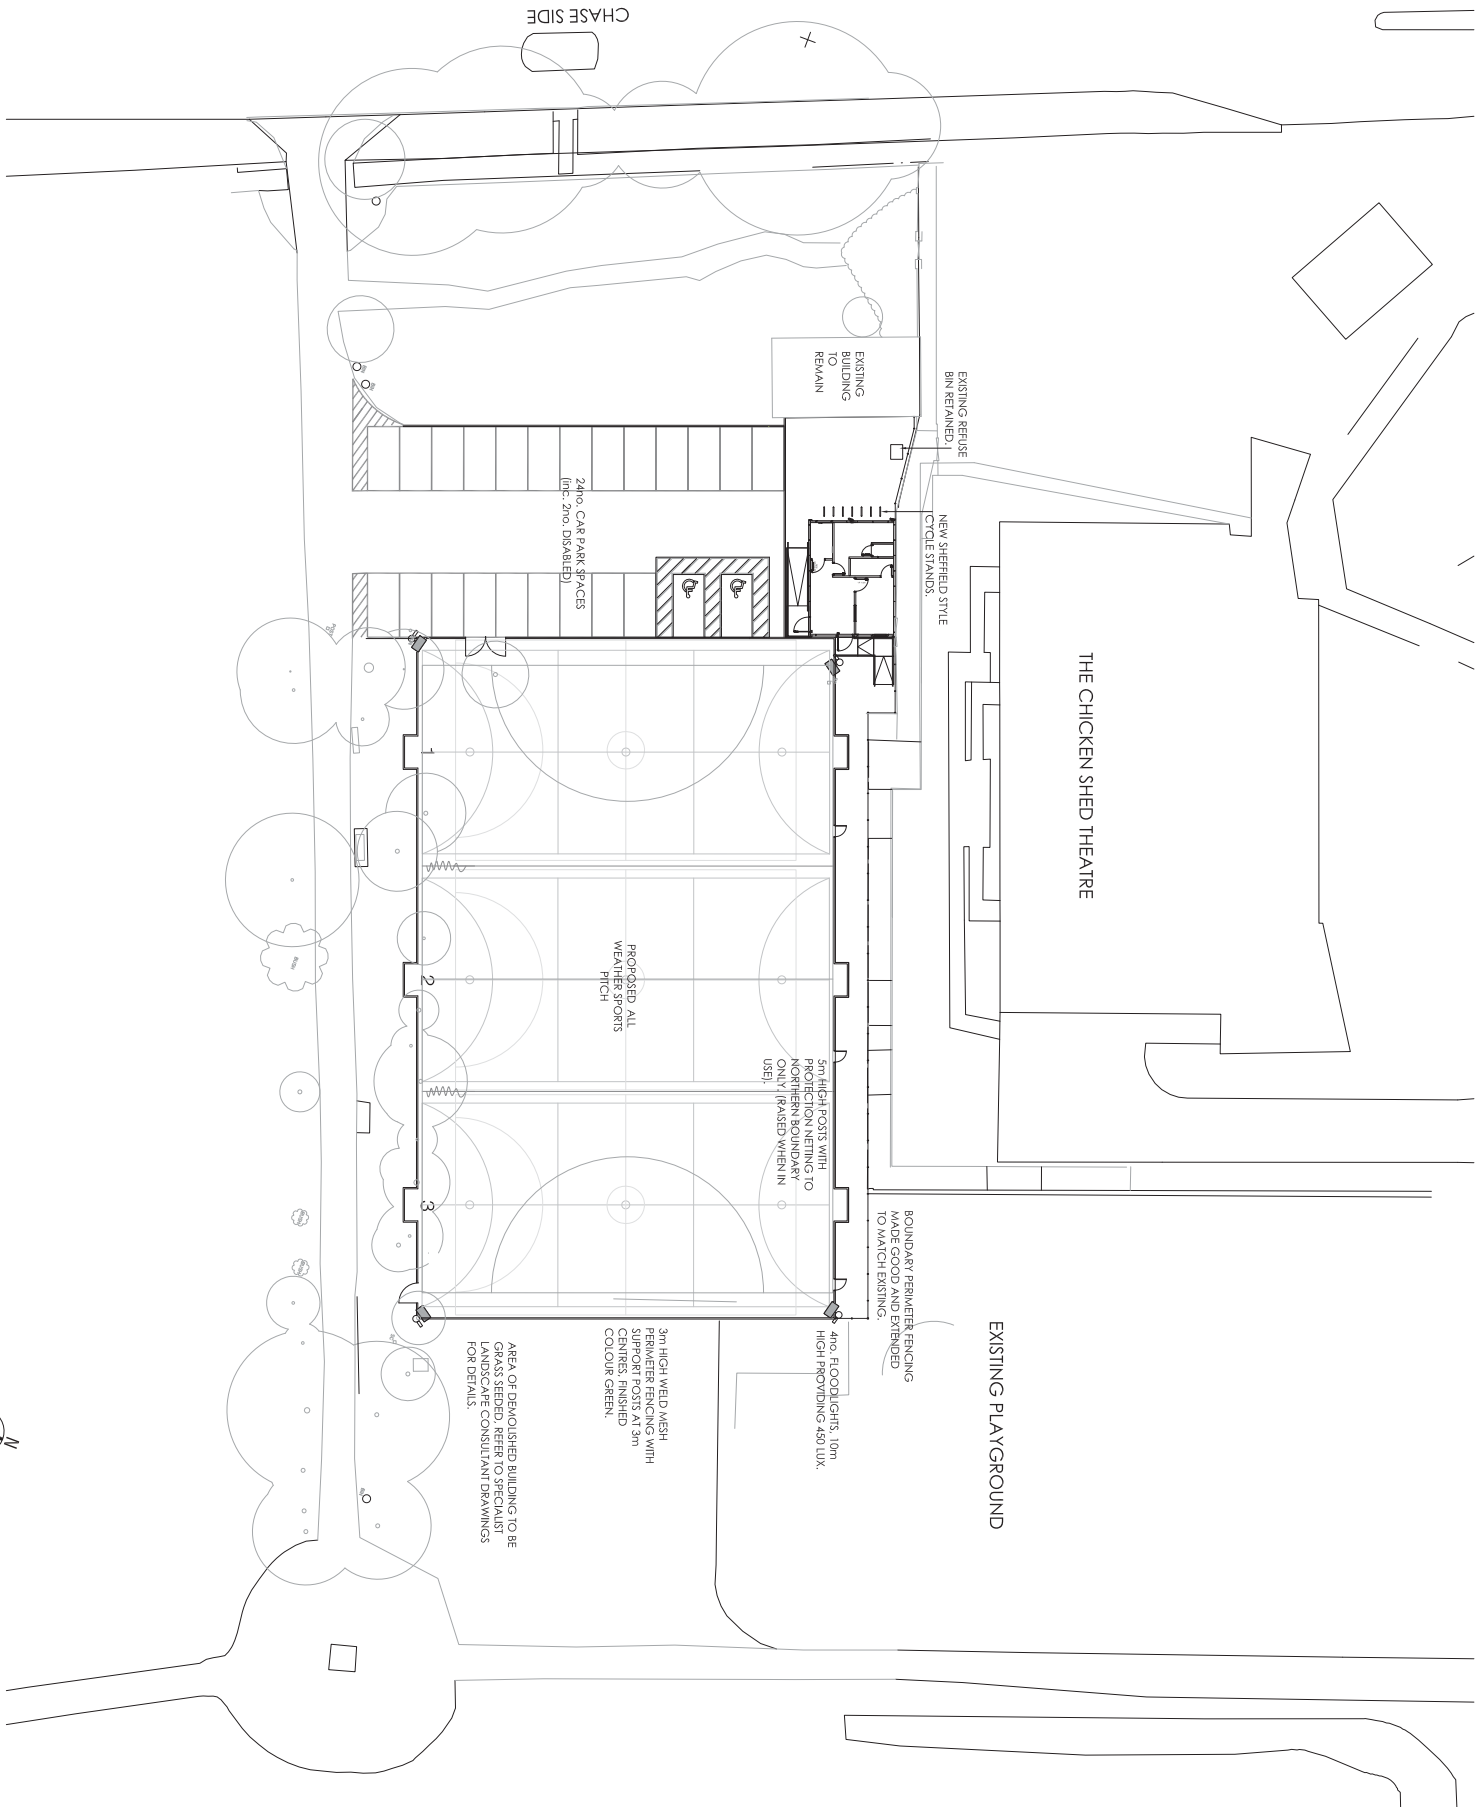 CHASE SIDE
EXISTING
BUILDING
TO
REMAIN
EXISTING REFUSE
BIN RETAINED.
24no. CAR PARK SPACES
(inc. 2no. DISABLED)
NEW SHEFFIELD STYLE
CYCLE STANDS.
THE CHICKEN SHED THEATRE
1
2
3
PROPOSED ALL
WEATHER SPORTS
PITCH
5m HIGH POSTS WITH
PROTECTION NETTING TO
NORTHERN BOUNDARY
ONLY. (RAISED WHEN IN
USE).
BOUNDARY PERIMETER FENCING
MADE GOOD AND EXTENDED
TO MATCH EXISTING.
EXISTING PLAYGROUND
4no. FLOODLIGHTS, 10m
HIGH PROVIDING 450 LUX.
3m HIGH WELD MESH
PERIMETER FENCING WITH
SUPPORT POSTS AT 3m
CENTRES, FINISHED
COLOUR GREEN.
AREA OF DEMOLISHED BUILDING TO BE
GRASS SEEDED, REFER TO SPECIALIST
LANDSCAPE CONSULTANT DRAWINGS
FOR DETAILS.
N